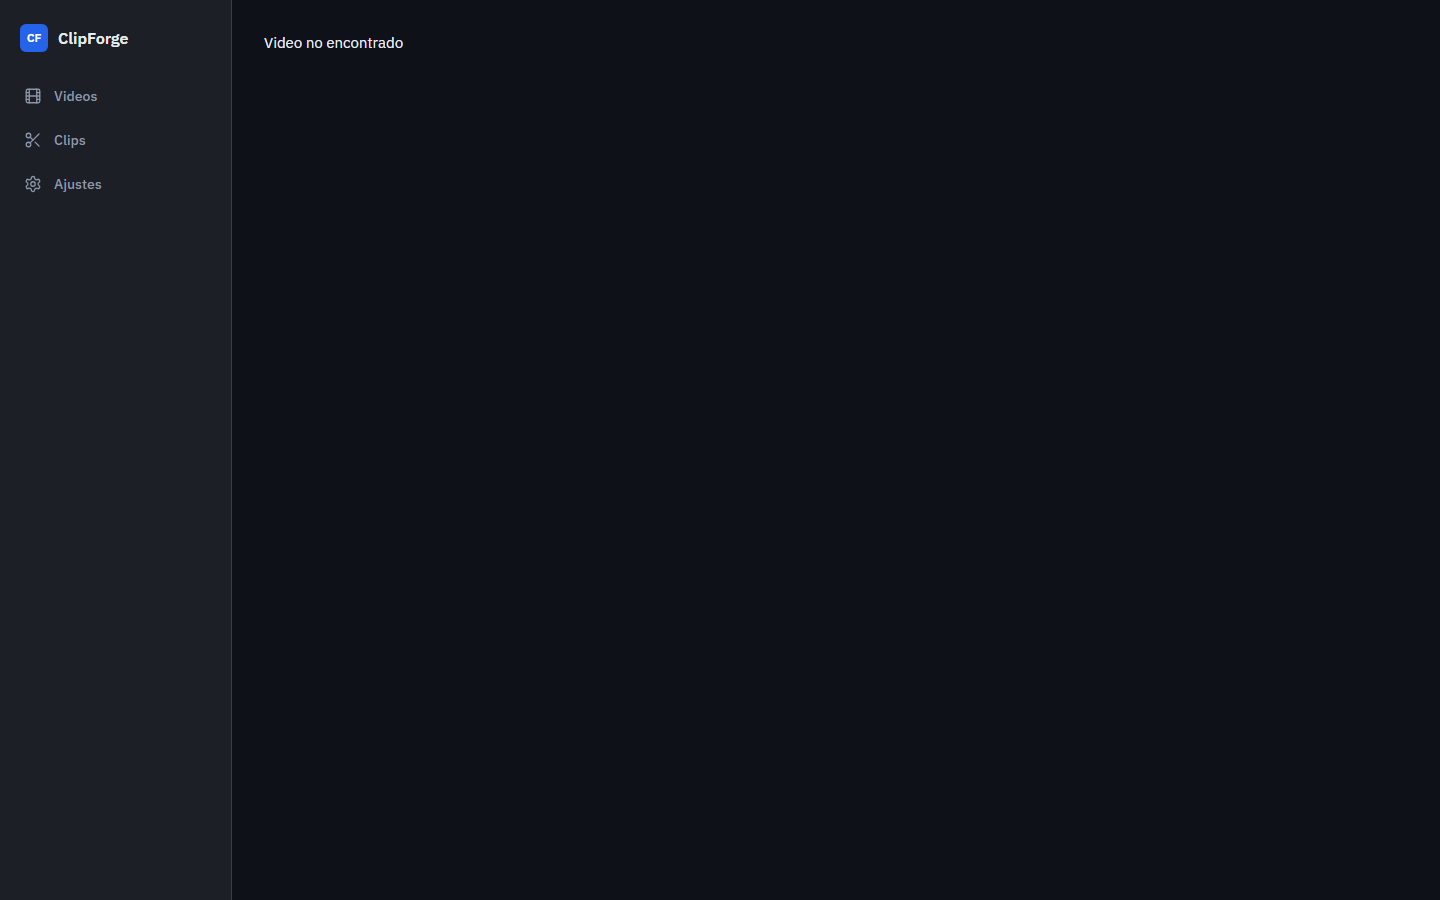 CF ClipForge
Videos
Clips
Ajustes
Video no encontrado